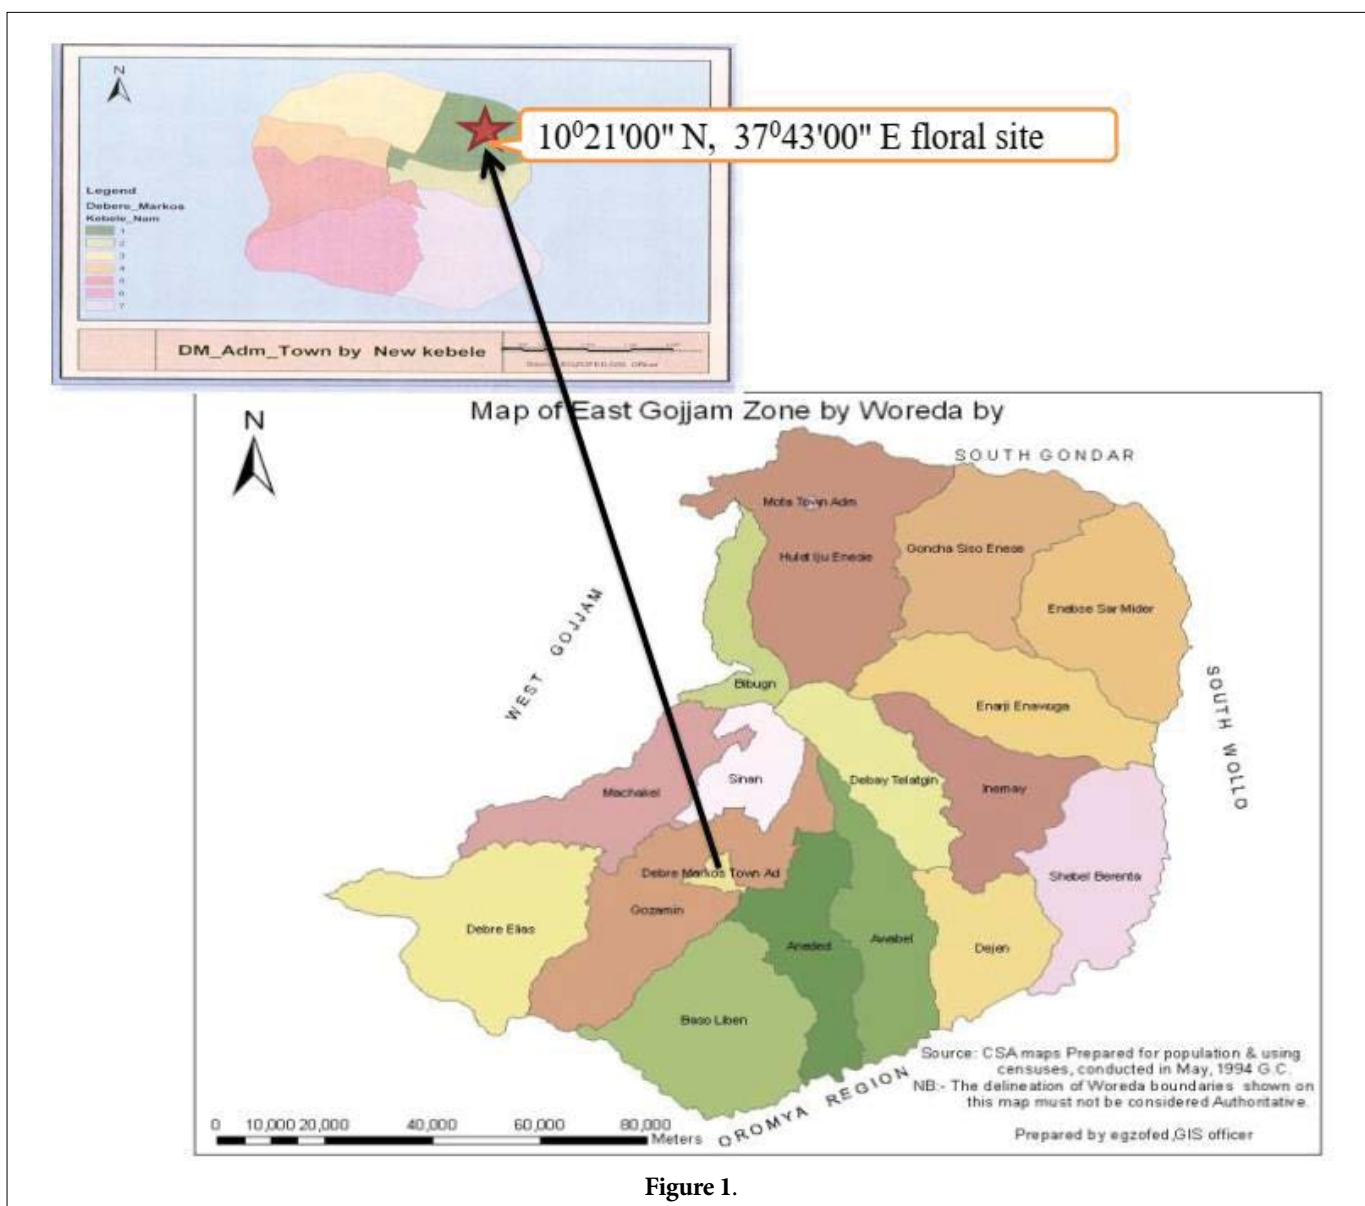 N
10⁰21'00" N, 37⁰43'00" E floral site
Legend
Debere_Markos
Kebele_Nam
1
2
3
4
5
6
7
DM_Adm_Town by New kebele
Officer
Map of East Gojjam Zone by Woreda by
N
SOUTH GONDAR
Mota Town Adm
Hulet Iju Enesie
Goncha Siso Enese
Enebse Sar Mider
WEST GOJJAM
SOUTH WOLLO
Bibugn
Enarji Enawuga
Sinan
Debay Telatgin
Inemay
Machakel
Debre Markos Town Ad
Shebel Berenta
Gozamin
Debre Elias
Aneded
Awabel
Dejen
Baso Liben
Source: CSA maps Prepared for population & using
censuses, conducted in May, 1994 G.C.
NB:- The delineation of Woreda boundaries shown on
this map must not be considered Authoritative.
OROMYA REGION
0 10,000 20,000 40,000 60,000 80,000
Meters
Prepared by egzofed,GIS officer
Figure 1.